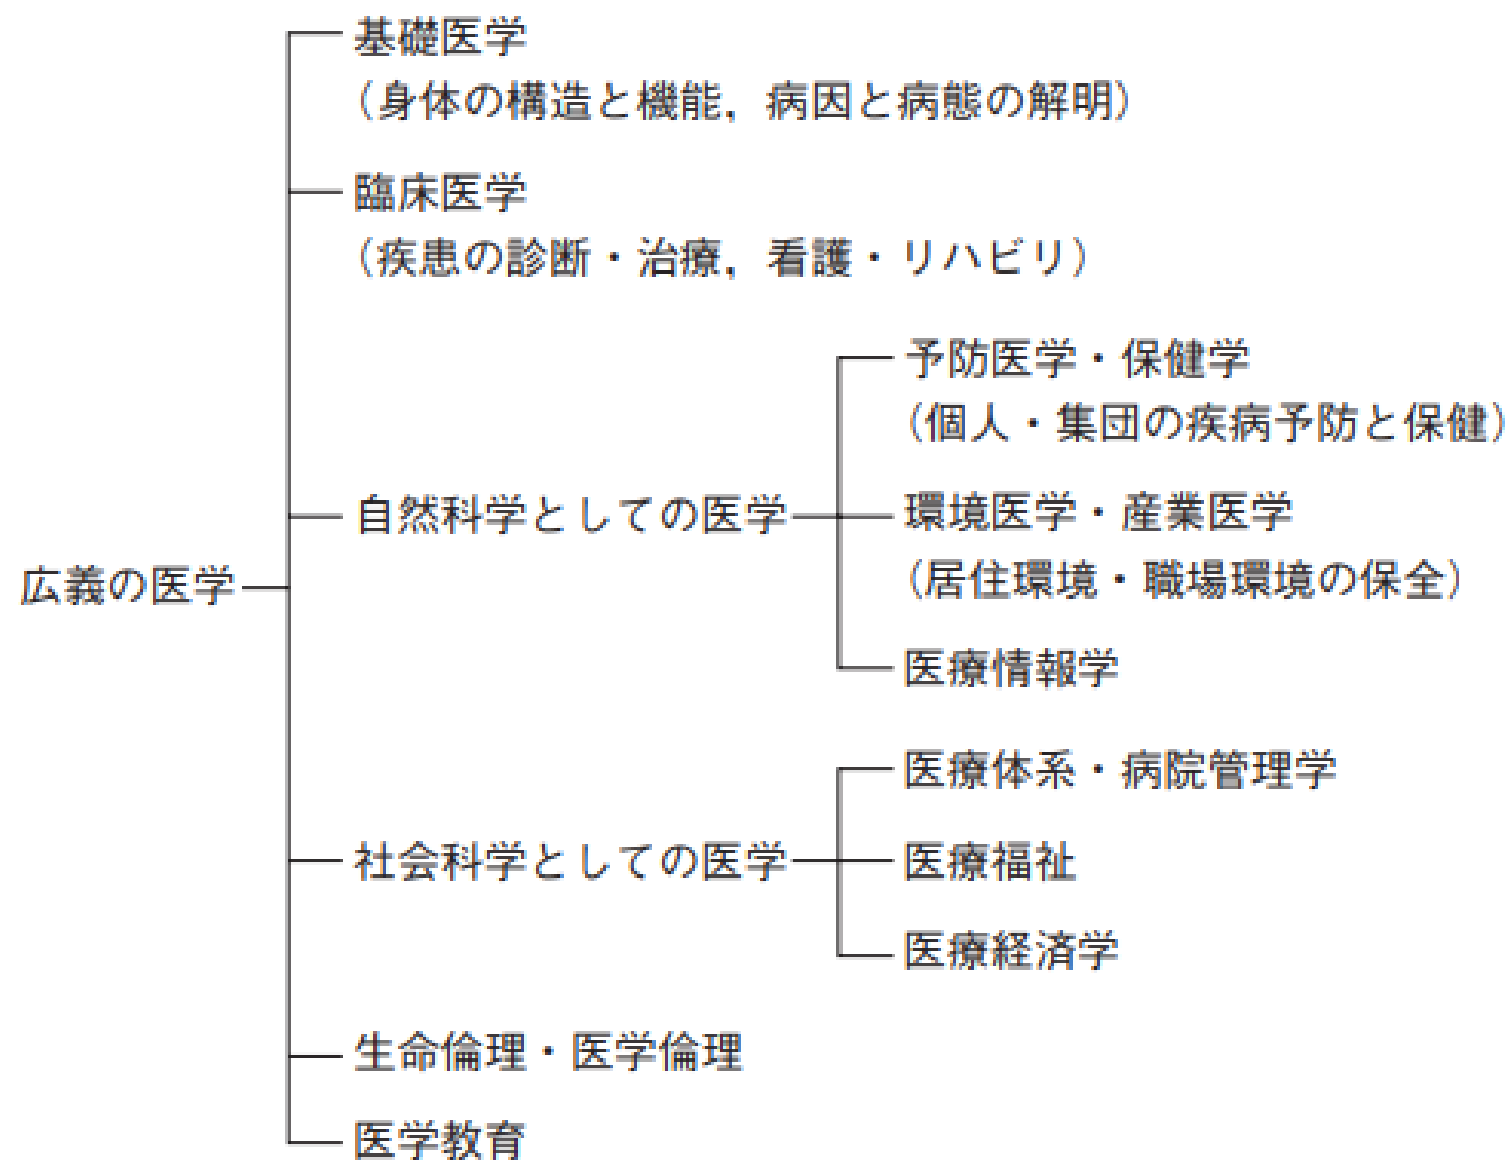 基礎医学
（身体の構造と機能，病因と病態の解明）
臨床医学
（疾患の診断・治療，看護・リハビリ）
予防医学・保健学
（個人・集団の疾病予防と保健）
自然科学としての医学
環境医学・産業医学
（居住環境・職場環境の保全）
広義の医学
医療情報学
医療体系・病院管理学
社会科学としての医学
医療福祉
医療経済学
生命倫理・医学倫理
医学教育